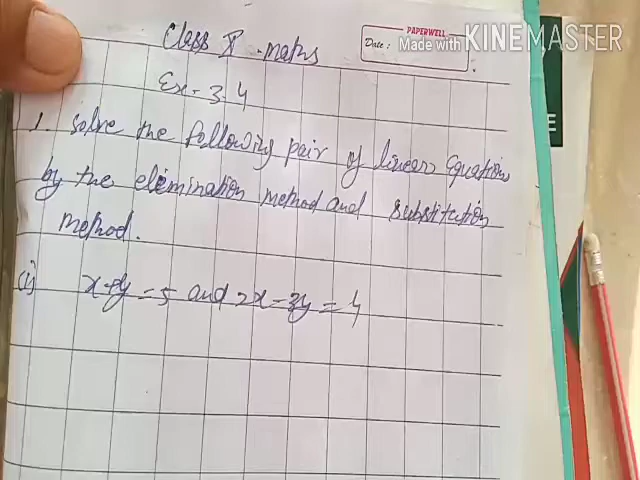 Class X maths
PAPERWELL
Date :
Made with KINEMASTER
Ex - 3.4
1. Solve the following pair of linear equations
by the elimination method and substitution
method.
(i) x+y = 5 and 2x - 3y = 4
E